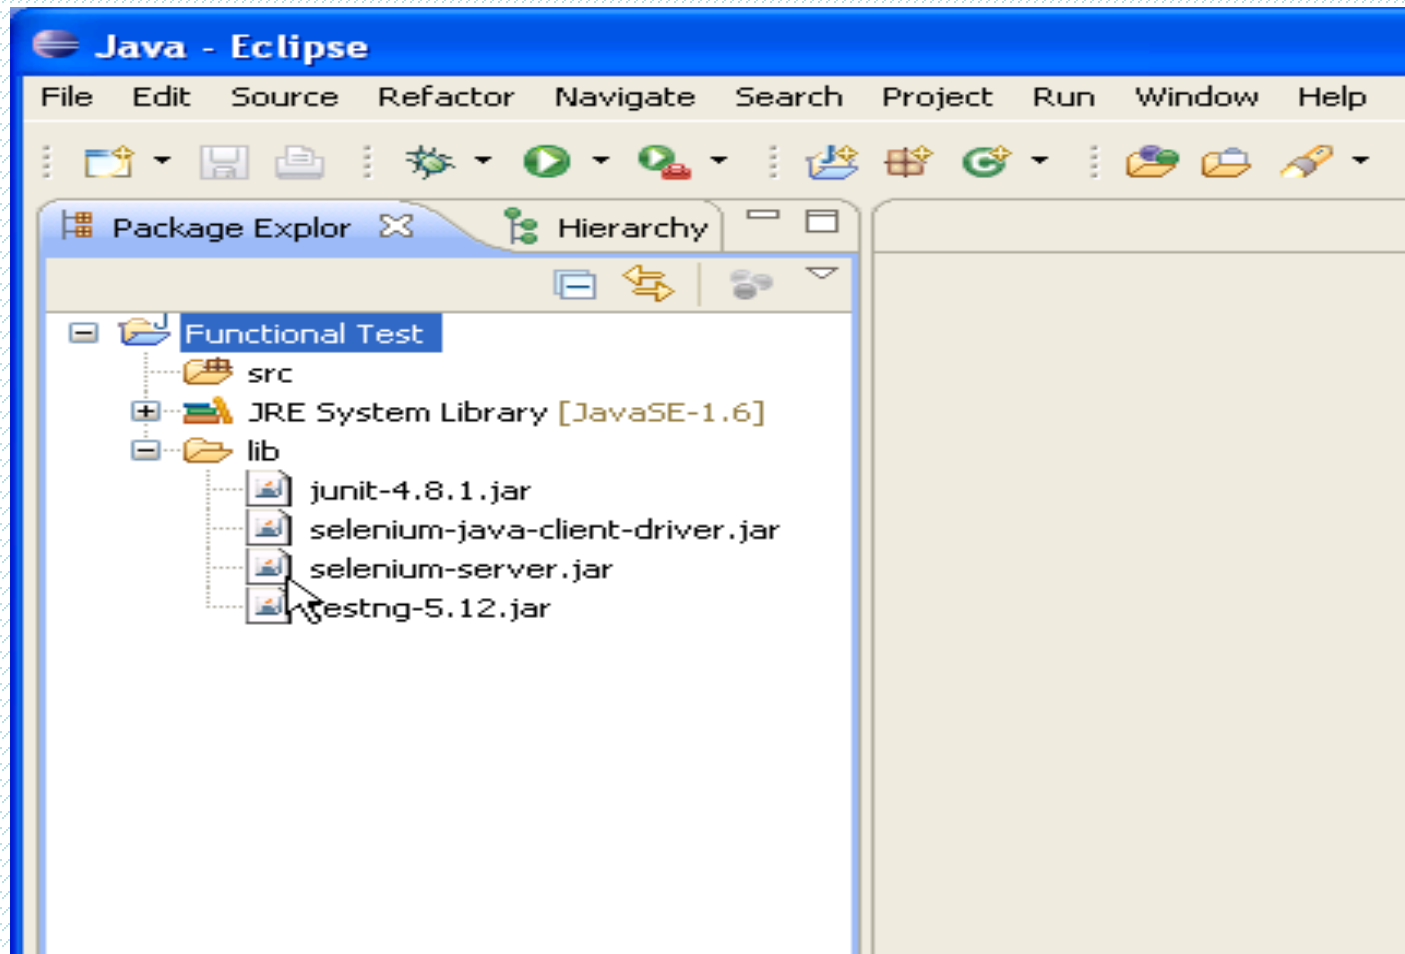 Java - Eclipse
File Edit Source Refactor Navigate Search Project Run Window Help
Package Explor Hierarchy
Functional Test
src
JRE System Library [JavaSE-1.6]
lib
junit-4.8.1.jar
selenium-java-client-driver.jar
selenium-server.jar
testng-5.12.jar